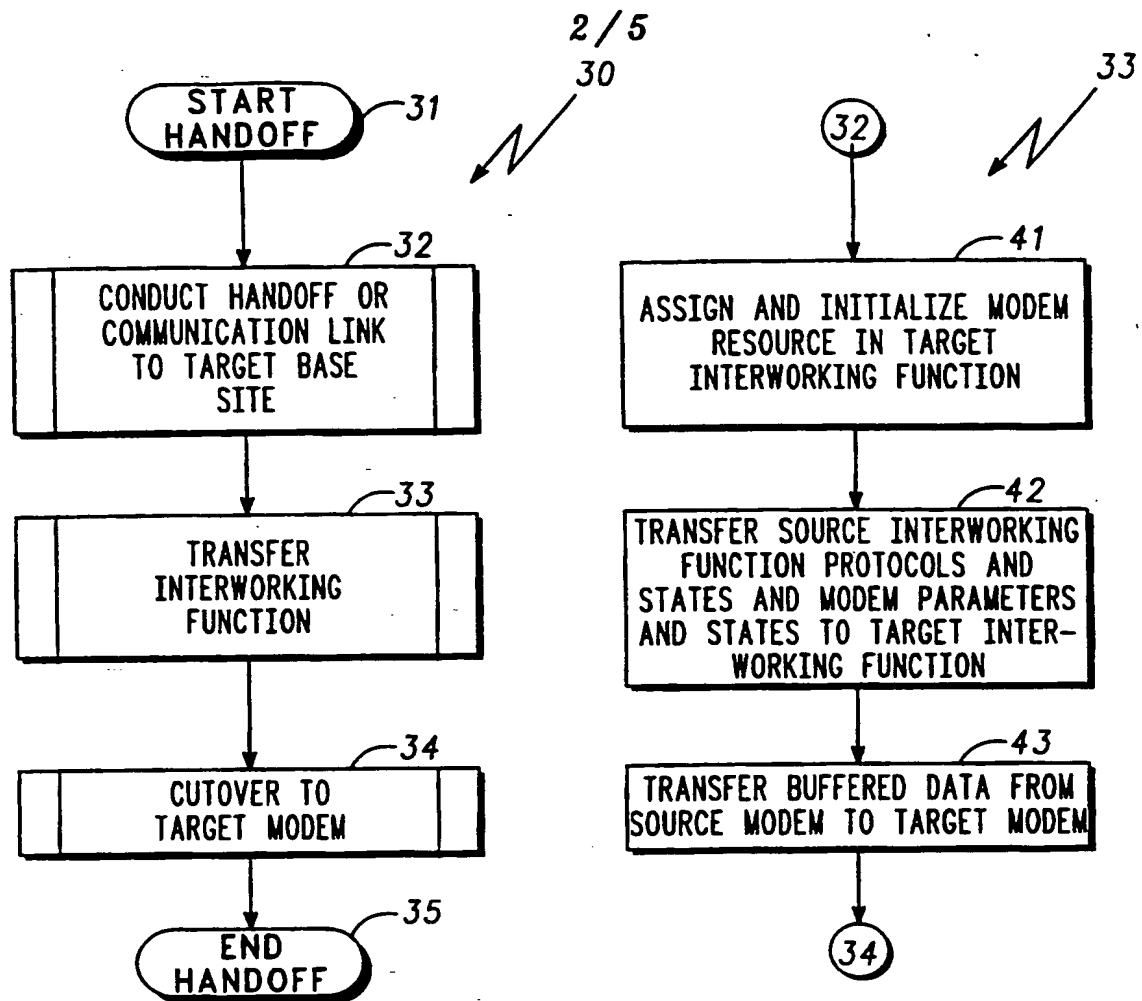 2/5
30
START
HANDOFF
31
32
CONDUCT HANDOFF OR
COMMUNICATION LINK
TO TARGET BASE
SITE
33
TRANSFER
INTERWORKING
FUNCTION
34
CUTOVER TO
TARGET MODEM
35
END
HANDOFF
33
32
41
ASSIGN AND INITIALIZE MODEM
RESOURCE IN TARGET
INTERWORKING FUNCTION
42
TRANSFER SOURCE INTERWORKING
FUNCTION PROTOCOLS AND
STATES AND MODEM PARAMETERS
AND STATES TO TARGET INTER-
WORKING FUNCTION
43
TRANSFER BUFFERED DATA FROM
SOURCE MODEM TO TARGET MODEM
34